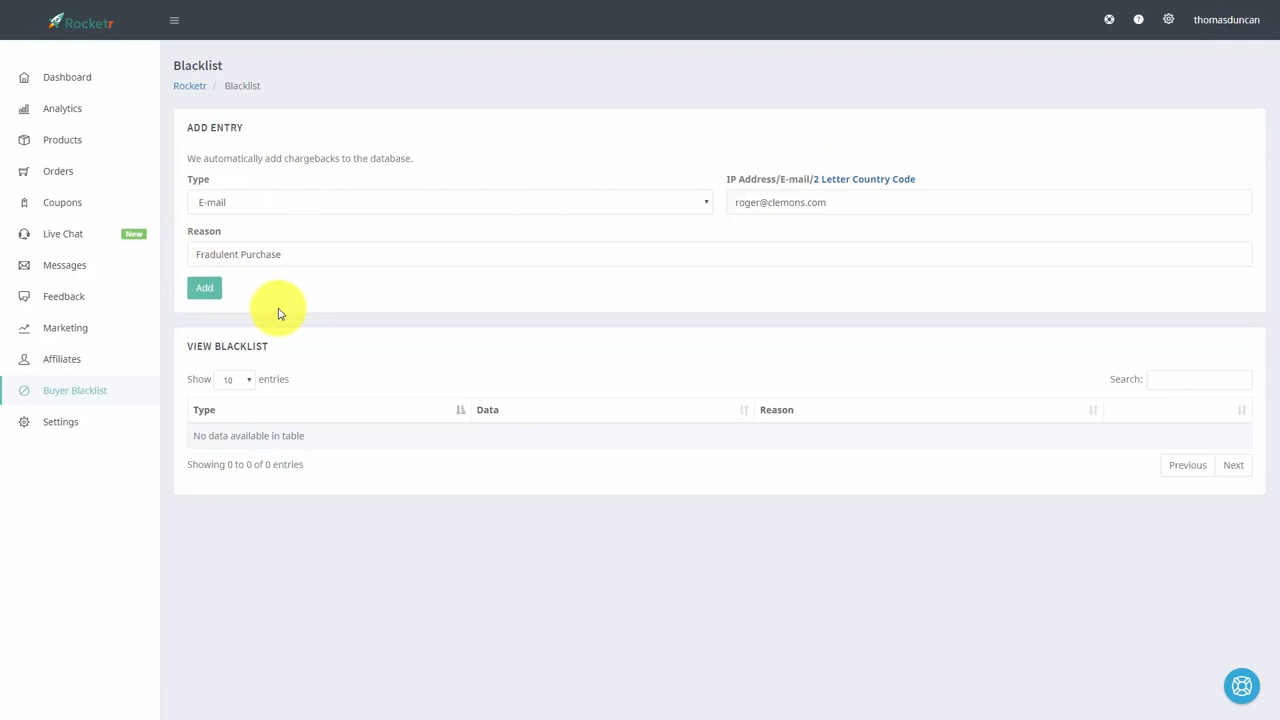 Rocketr
thomasduncan
Dashboard
Analytics
Products
Orders
Coupons
Live Chat New
Messages
Feedback
Marketing
Affiliates
Buyer Blacklist
Settings
Blacklist
Rocketr / Blacklist
ADD ENTRY
We automatically add chargebacks to the database.
Type
E-mail
IP Address/E-mail/2 Letter Country Code
roger@clemons.com
Reason
Fradulent Purchase
Add
VIEW BLACKLIST
Show 10 entries
Search:
Type Data Reason
No data available in table
Showing 0 to 0 of 0 entries
Previous Next